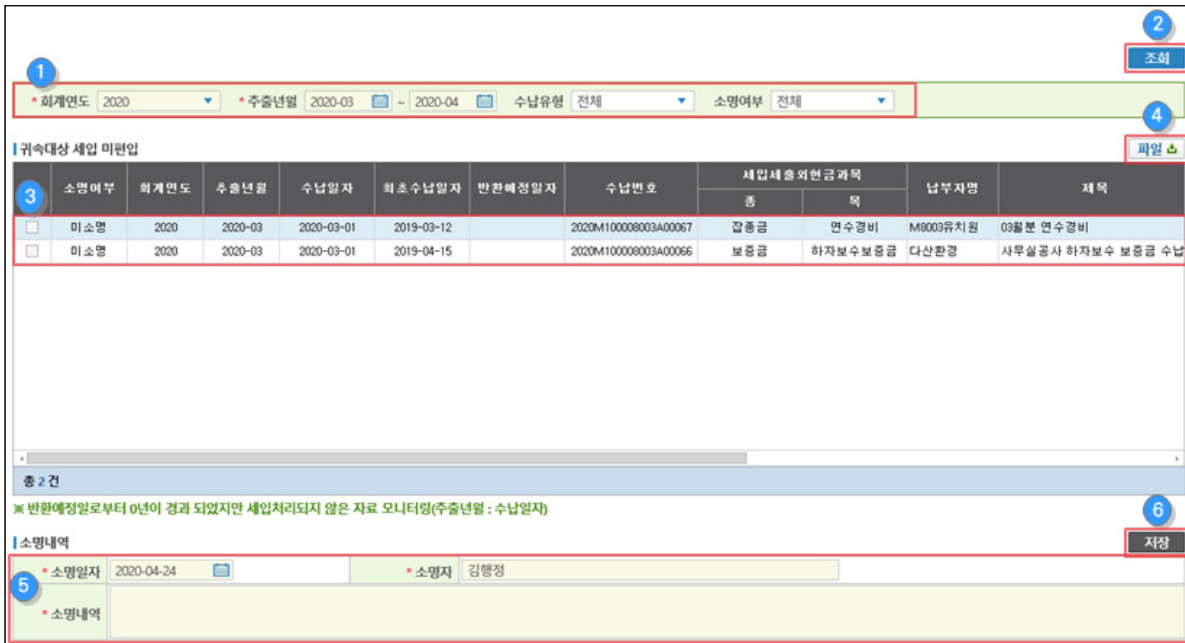 2
조회
1
* 회계연도 2020 * 추출년월 2020-03 ~ 2020-04 수납유형 전체 소명여부 전체
4
귀속대상 세입 미편입 파일
소명여부 회계연도 추출년월 수납일자 최초수납일자 반환예정일자 수납번호 세입세출외현금과목 납부자명 제목
3 종 목
미소명 2020 2020-03 2020-03-01 2019-03-12 2020M100008003A00067 잡종금 연수경비 M8003유치원 03월분 연수경비
미소명 2020 2020-03 2020-03-01 2019-04-15 2020M100008003A00066 보증금 하자보수보증금 다산환경 사무실공사 하자보수 보증금 수납
총 2 건
※ 반환예정일로부터 0년이 경과 되었지만 세입처리되지 않은 자료 모니터링(추출년월 : 수납일자)
6
소명내역 저장
* 소명일자 2020-04-24 * 소명자 김행정
5
* 소명내역